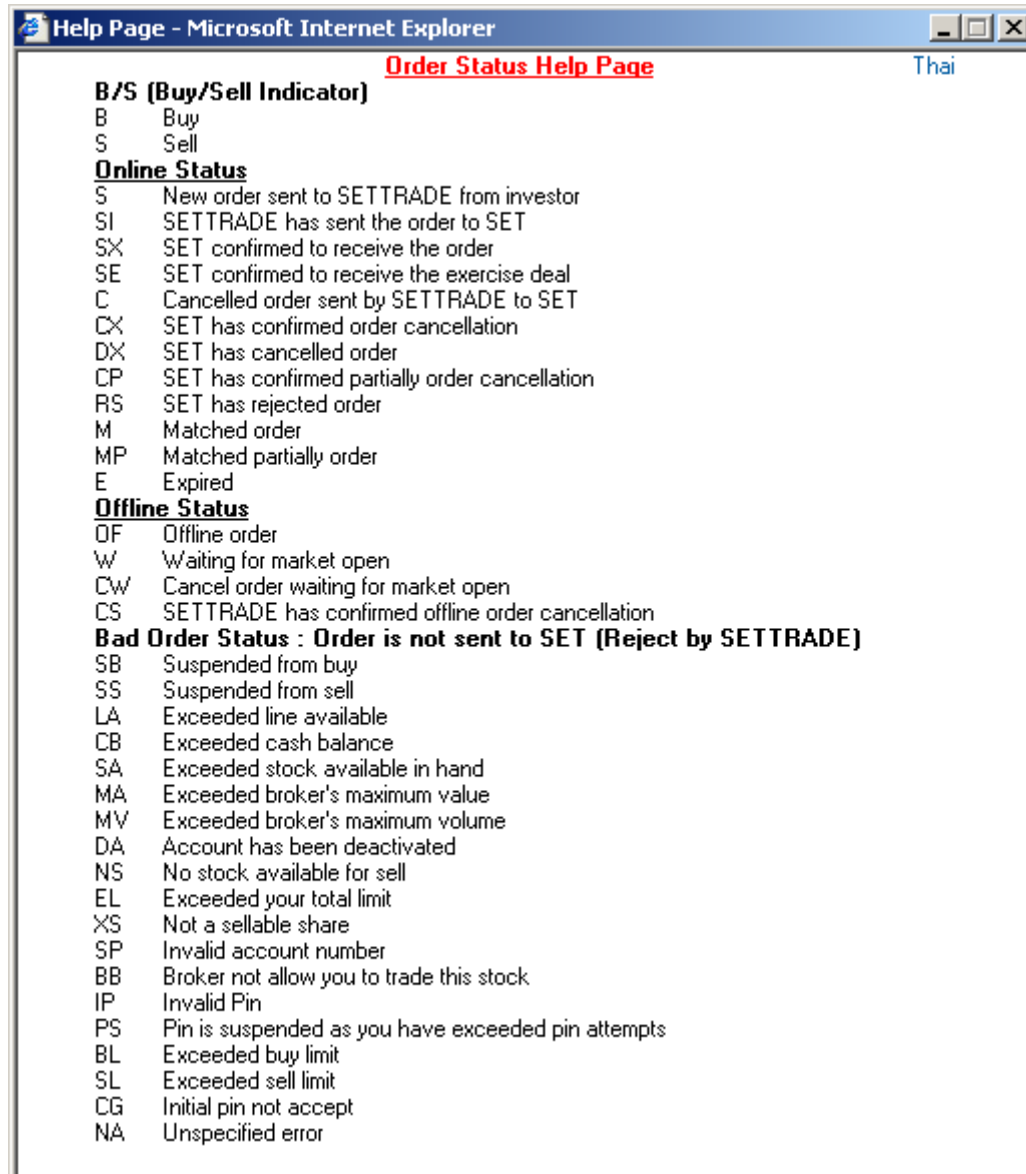 Help Page - Microsoft Internet Explorer
Order Status Help Page Thai
B/S (Buy/Sell Indicator)
B Buy
S Sell
Online Status
S New order sent to SETTRADE from investor
SI SETTRADE has sent the order to SET
SX SET confirmed to receive the order
SE SET confirmed to receive the exercise deal
C Cancelled order sent by SETTRADE to SET
CX SET has confirmed order cancellation
DX SET has cancelled order
CP SET has confirmed partially order cancellation
RS SET has rejected order
M Matched order
MP Matched partially order
E Expired
Offline Status
OF Offline order
W Waiting for market open
CW Cancel order waiting for market open
CS SETTRADE has confirmed offline order cancellation
Bad Order Status : Order is not sent to SET (Reject by SETTRADE)
SB Suspended from buy
SS Suspended from sell
LA Exceeded line available
CB Exceeded cash balance
SA Exceeded stock available in hand
MA Exceeded broker's maximum value
MV Exceeded broker's maximum volume
DA Account has been deactivated
NS No stock available for sell
EL Exceeded your total limit
XS Not a sellable share
SP Invalid account number
BB Broker not allow you to trade this stock
IP Invalid Pin
PS Pin is suspended as you have exceeded pin attempts
BL Exceeded buy limit
SL Exceeded sell limit
CG Initial pin not accept
NA Unspecified error